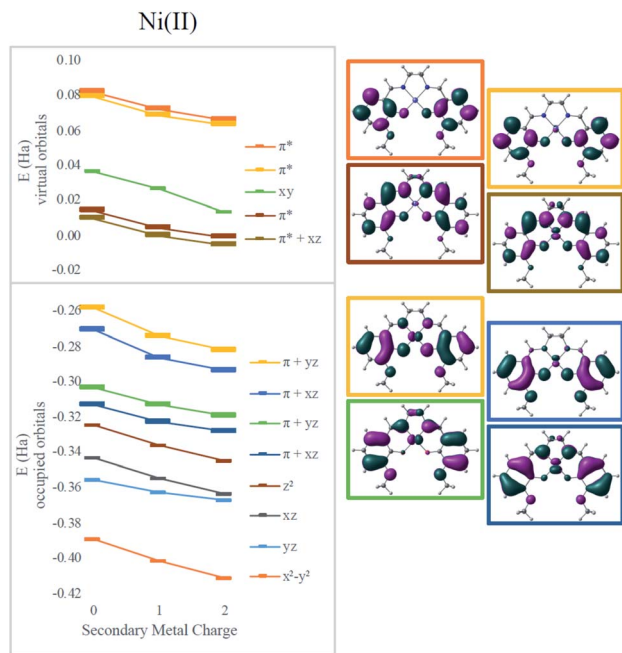 Ni(II)
0.10
0.08
0.06
0.04
0.02
0.00
-0.02
E (Ha)
virtual orbitals
π*
π*
xy
π*
π* + xz
-0.26
-0.28
-0.30
-0.32
-0.34
-0.36
-0.38
-0.40
-0.42
E (Ha)
occupied orbitals
π + yz
π + xz
π + yz
π + xz
z²
xz
yz
x²-y²
0 1 2
Secondary Metal Charge